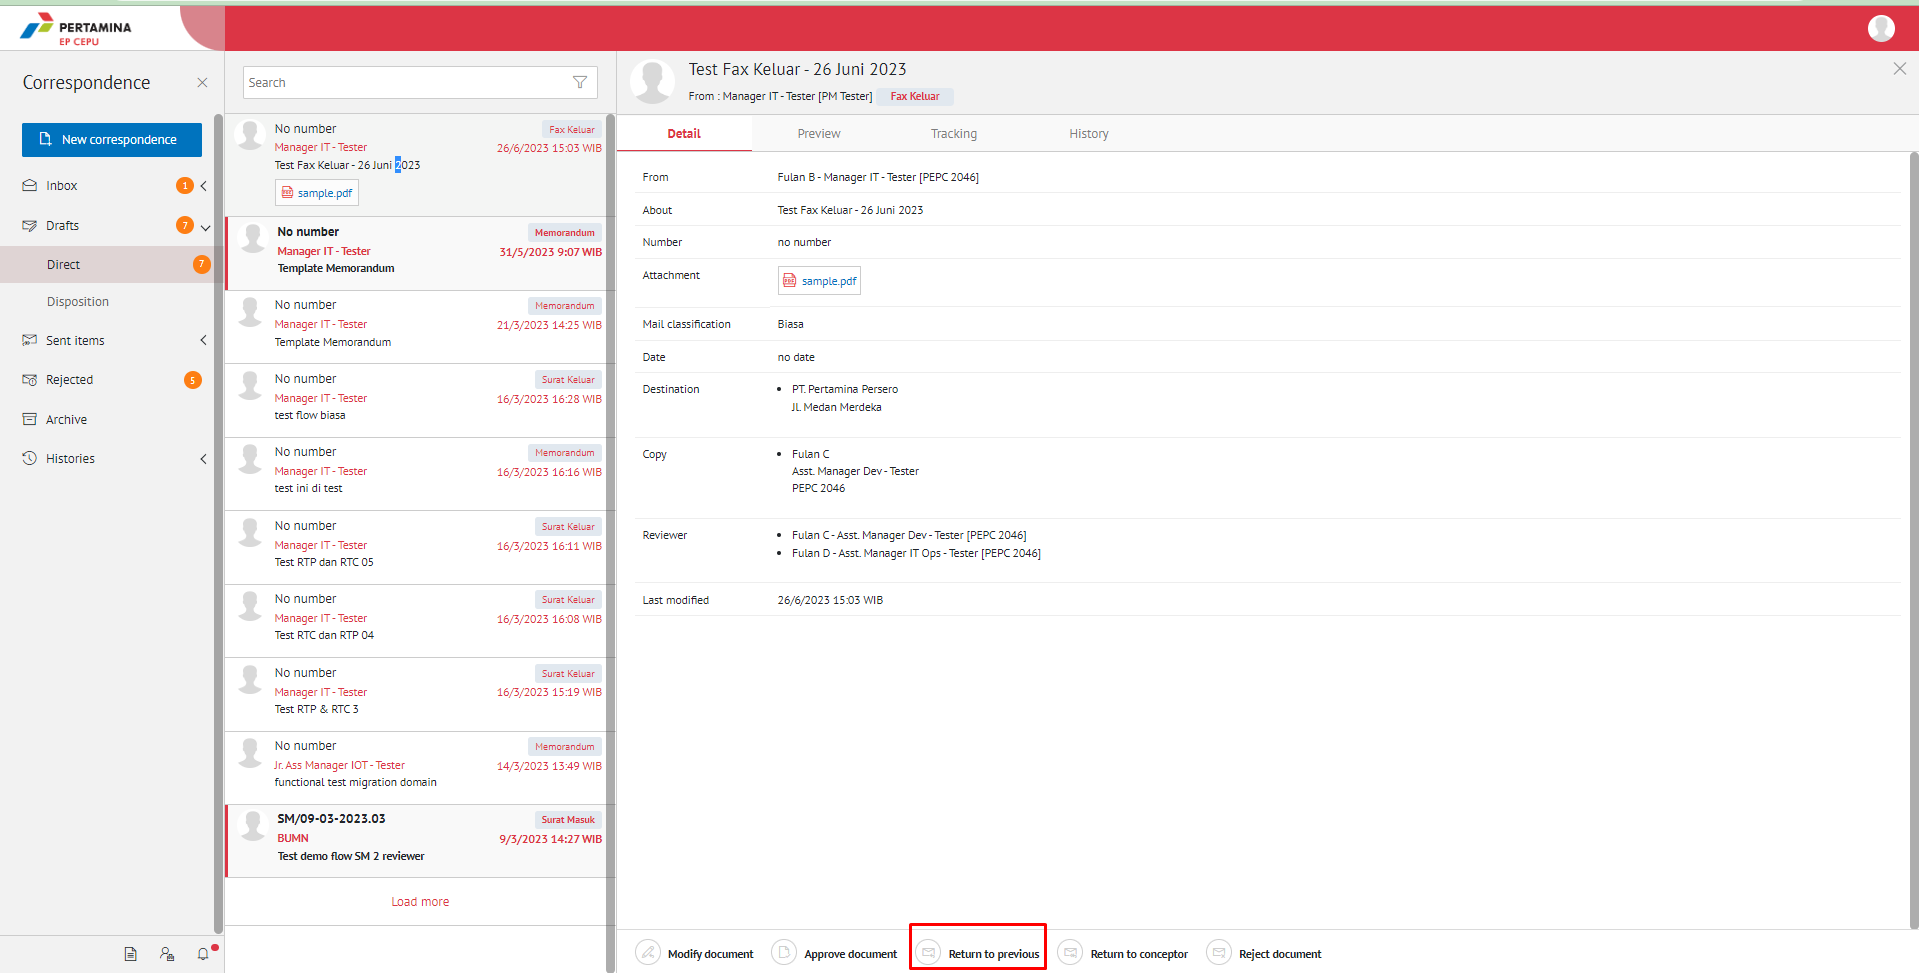 PERTAMINA
EP CEPU
Correspondence
New correspondence
Inbox 1
Drafts 7
Direct 7
Disposition
Sent items
Rejected 5
Archive
Histories
Search
No number Fax Keluar
Manager IT - Tester 26/6/2023 15:03 WIB
Test Fax Keluar - 26 Juni 2023
sample.pdf
No number Memorandum
Manager IT - Tester 31/5/2023 9:07 WIB
Template Memorandum
No number Memorandum
Manager IT - Tester 21/3/2023 14:25 WIB
Template Memorandum
No number Surat Keluar
Manager IT - Tester 16/3/2023 16:28 WIB
test flow biasa
No number Memorandum
Manager IT - Tester 16/3/2023 16:16 WIB
test ini di test
No number Surat Keluar
Manager IT - Tester 16/3/2023 16:11 WIB
Test RTP dan RTC 05
No number Surat Keluar
Manager IT - Tester 16/3/2023 16:08 WIB
Test RTC dan RTP 04
No number Surat Keluar
Manager IT - Tester 16/3/2023 15:19 WIB
Test RTP & RTC 3
No number Memorandum
Jr. Ass Manager IOT - Tester 14/3/2023 13:49 WIB
functional test migration domain
SM/09-03-2023.03 Surat Masuk
BUMN 9/3/2023 14:27 WIB
Test demo flow SM 2 reviewer
Load more
Test Fax Keluar - 26 Juni 2023
From : Manager IT - Tester [PM Tester] Fax Keluar
Detail Preview Tracking History
From Fulan B - Manager IT - Tester [PEPC 2046]
About Test Fax Keluar - 26 Juni 2023
Number no number
Attachment sample.pdf
Mail classification Biasa
Date no date
Destination • PT. Pertamina Persero
Jl. Medan Merdeka
Copy • Fulan C
Asst. Manager Dev - Tester
PEPC 2046
Reviewer • Fulan C - Asst. Manager Dev - Tester [PEPC 2046]
• Fulan D - Asst. Manager IT Ops - Tester [PEPC 2046]
Last modified 26/6/2023 15:03 WIB
Modify document Approve document Return to previous Return to conceptor Reject document